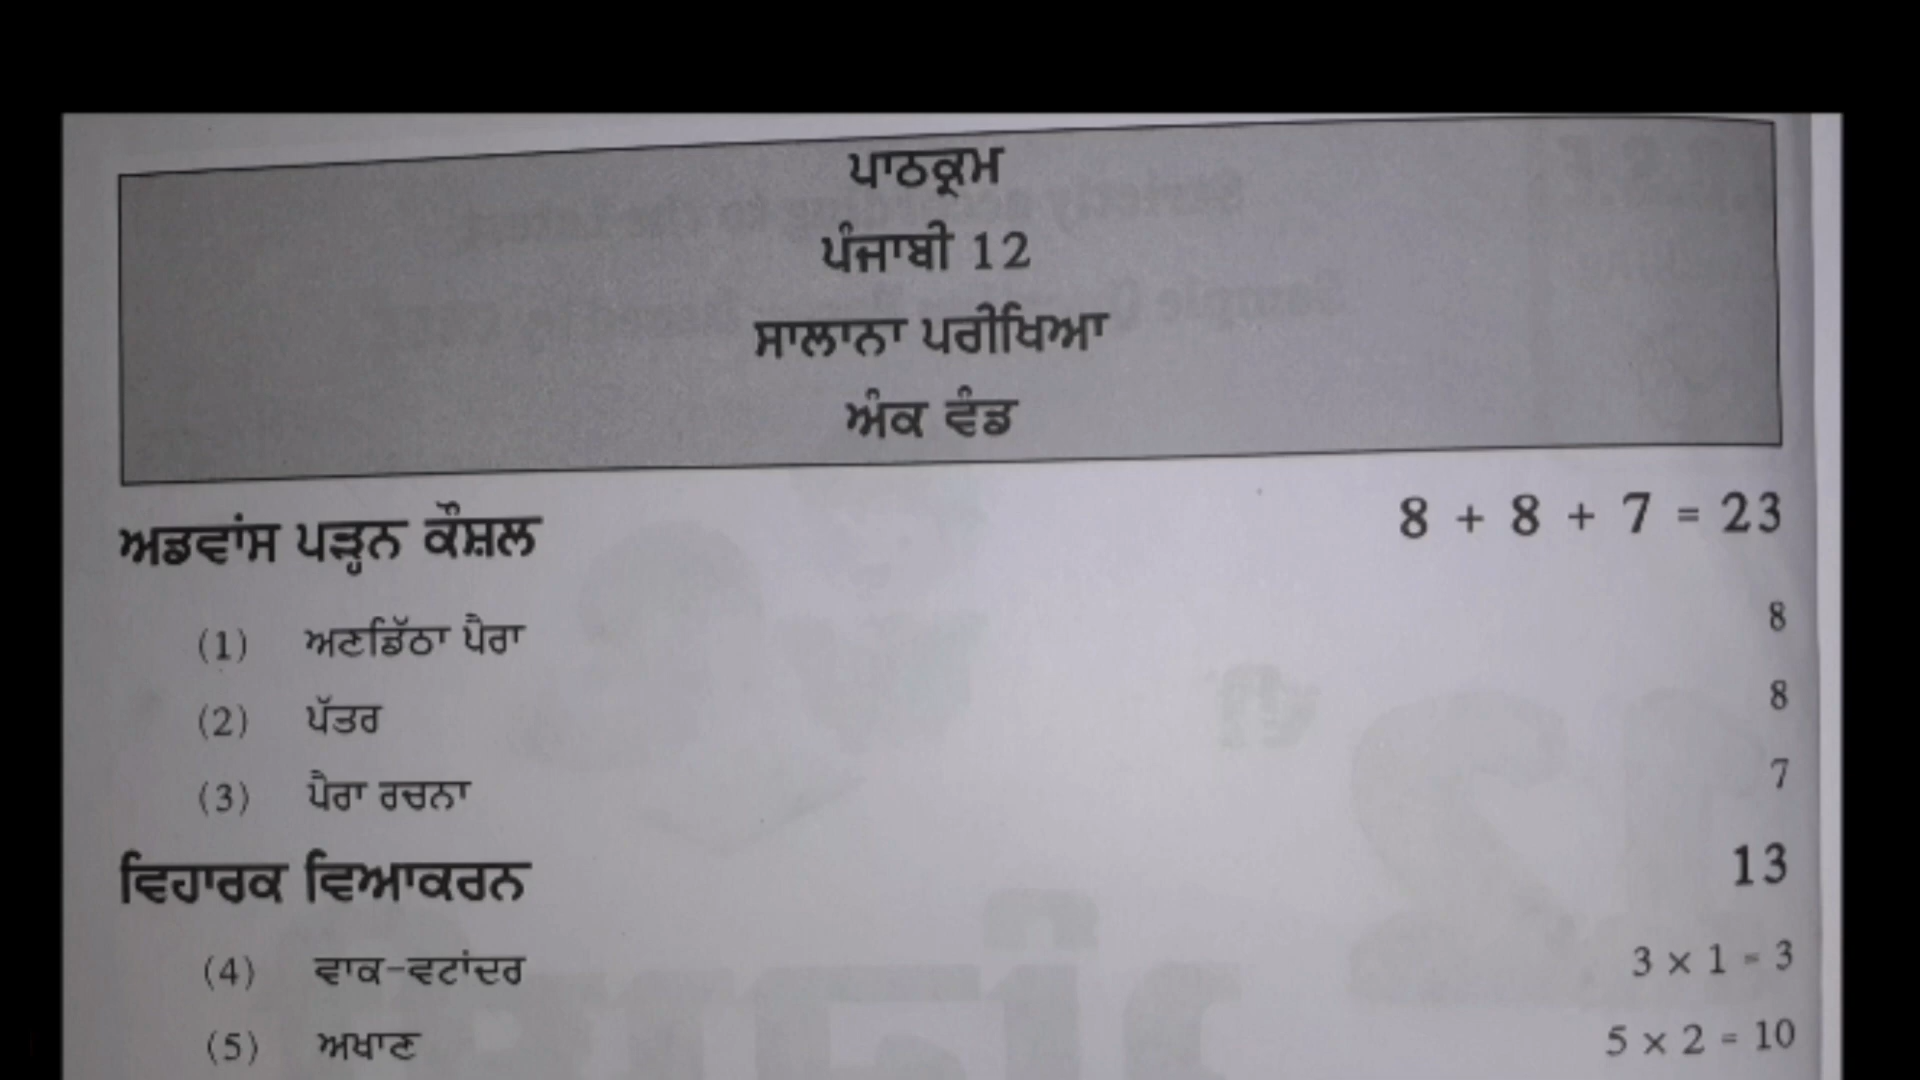 ਪਾਠਕ੍ਰਮ
ਪੰਜਾਬੀ 12
ਸਾਲਾਨਾ ਪਰੀਖਿਆ
ਅੰਕ ਵੰਡ
ਅਡਵਾਂਸ ਪੜ੍ਹਨ ਕੌਸ਼ਲ 8 + 8 + 7 = 23
(1) ਅਣਡਿੱਠਾ ਪੈਰਾ 8
(2) ਪੱਤਰ 8
(3) ਪੈਰਾ ਰਚਨਾ 7
ਵਿਹਾਰਕ ਵਿਆਕਰਨ 13
(4) ਵਾਕ-ਵਟਾਂਦਰ 3 × 1 = 3
(5) ਅਖਾਣ 5 × 2 = 10